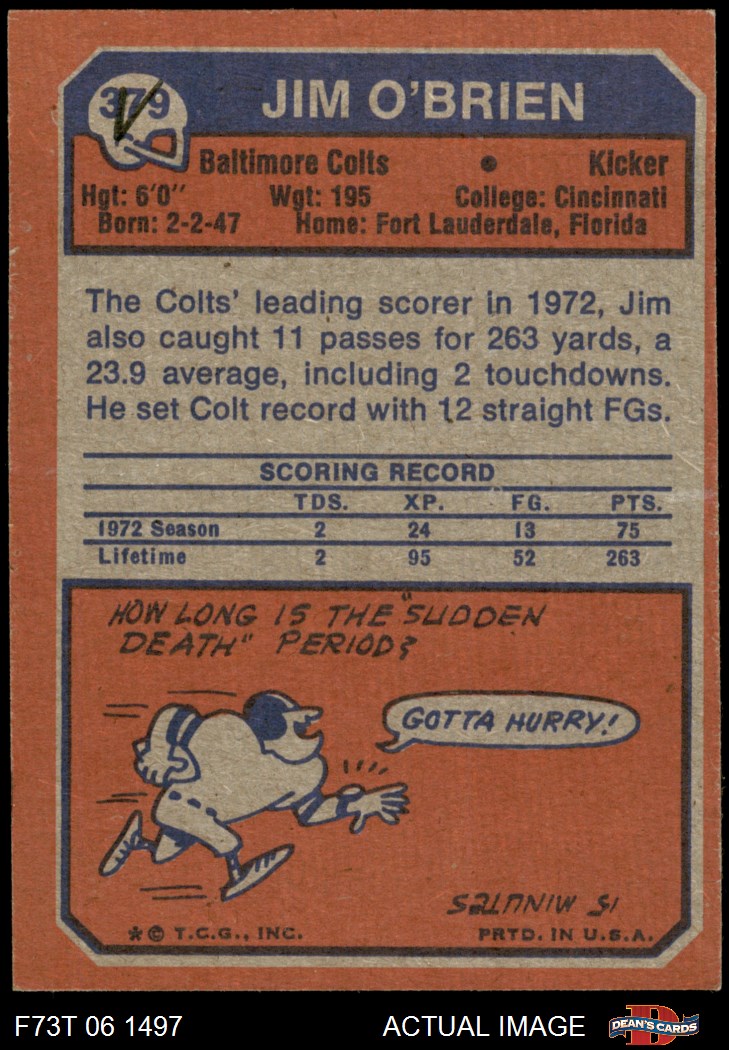 379
JIM O'BRIEN
Baltimore Colts • Kicker
Hgt: 6'0" Wgt: 195 College: Cincinnati
Born: 2-2-47 Home: Fort Lauderdale, Florida
The Colts' leading scorer in 1972, Jim
also caught 11 passes for 263 yards, a
23.9 average, including 2 touchdowns.
He set Colt record with 12 straight FGs.
SCORING RECORD
TDS. XP. FG. PTS.
1972 Season 2 24 13 75
Lifetime 2 95 52 263
HOW LONG IS THE "SUDDEN
DEATH" PERIOD?
GOTTA HURRY!
15 MINUTES
* © T.C.G., INC. PRTD. IN U.S.A.
F73T 06 1497 ACTUAL IMAGE DEAN'S CARDS